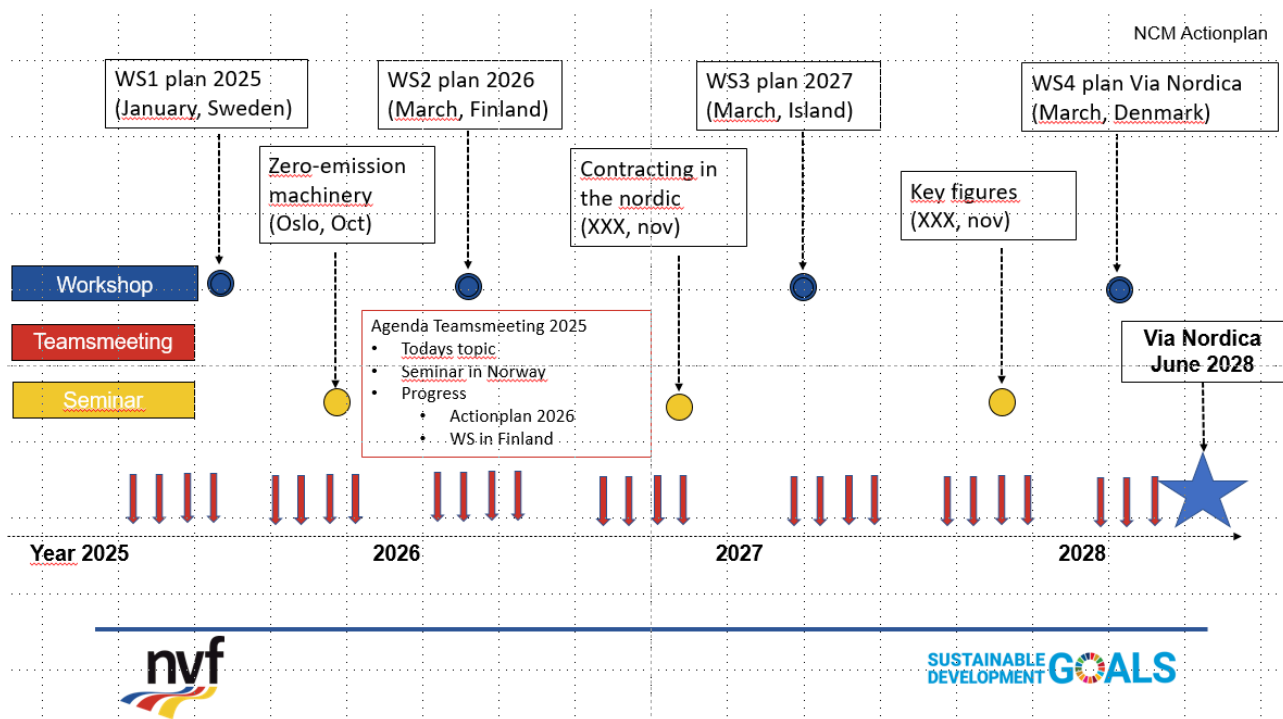 NCM Actionplan
WS1 plan 2025
(January, Sweden)
WS2 plan 2026
(March, Finland)
WS3 plan 2027
(March, Island)
WS4 plan Via Nordica
(March, Denmark)
Zero-emission
machinery
(Oslo, Oct)
Contracting in
the nordic
(XXX, nov)
Key figures
(XXX, nov)
Workshop
Teamsmeeting
Seminar
Agenda Teamsmeeting 2025
• Todays topic
• Seminar in Norway
• Progress
• Actionplan 2026
• WS in Finland
Via Nordica
June 2028
Year 2025
2026
2027
2028
nvf
SUSTAINABLE
DEVELOPMENT
GOALS